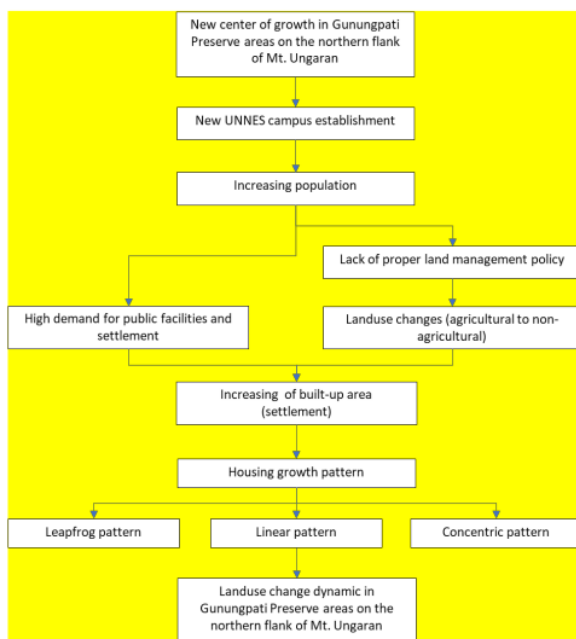 New center of growth in Gunungpati
Preserve areas on the northern flank
of Mt. Ungaran
New UNNES campus establishment
Increasing population
Lack of proper land management policy
High demand for public facilities and
settlement
Landuse changes (agricultural to non-
agricultural)
Increasing of built-up area
(settlement)
Housing growth pattern
Leapfrog pattern
Linear pattern
Concentric pattern
Landuse change dynamic in
Gunungpati Preserve areas on the
northern flank of Mt. Ungaran